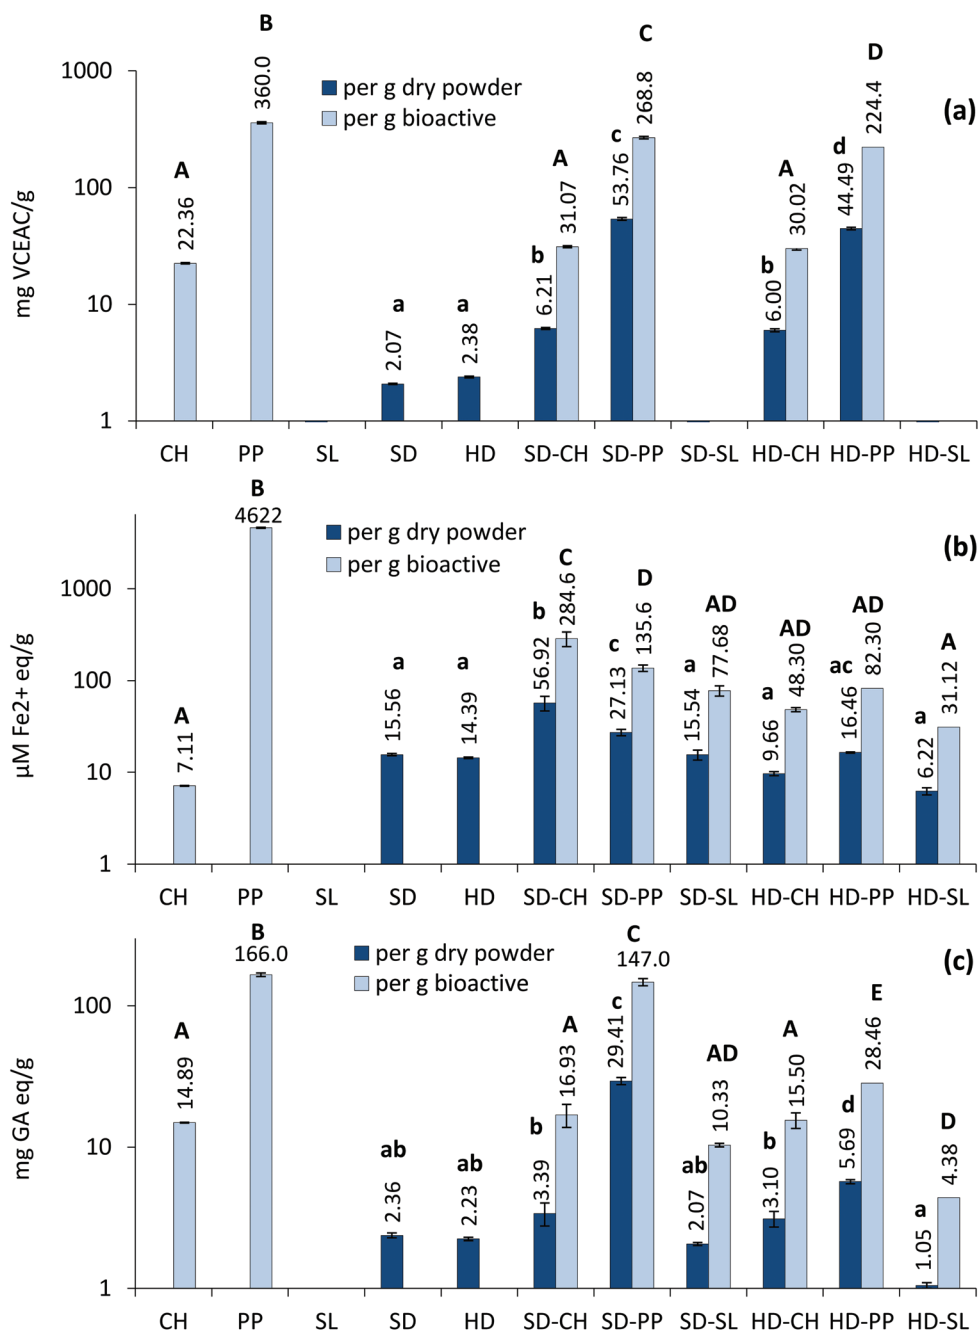 B
C
D
A
A
A
c
d
a
a
b
b
(a)
mg VCEAC/g
1000
100
10
1
per g dry powder
per g bioactive
22.36
360.0
2.07
2.38
6.21
31.07
53.76
268.8
6.00
30.02
44.49
224.4
CH PP SL SD HD SD-CH SD-PP SD-SL HD-CH HD-PP HD-SL
B
C
D
AD
AD
AD
A
A
a
a
b
c
a
a
ac
a
(b)
µM Fe2+ eq/g
1000
100
10
1
per g dry powder
per g bioactive
7.11
4622
15.56
14.39
56.92
284.6
27.13
135.6
15.54
77.68
9.66
48.30
16.46
82.30
6.22
31.12
CH PP SL SD HD SD-CH SD-PP SD-SL HD-CH HD-PP HD-SL
B
C
E
A
A
AD
A
D
ab
ab
b
c
ab
b
d
a
(c)
mg GA eq/g
100
10
1
per g dry powder
per g bioactive
14.89
166.0
2.36
2.23
3.39
16.93
29.41
147.0
2.07
10.33
3.10
15.50
5.69
28.46
1.05
4.38
CH PP SL SD HD SD-CH SD-PP SD-SL HD-CH HD-PP HD-SL